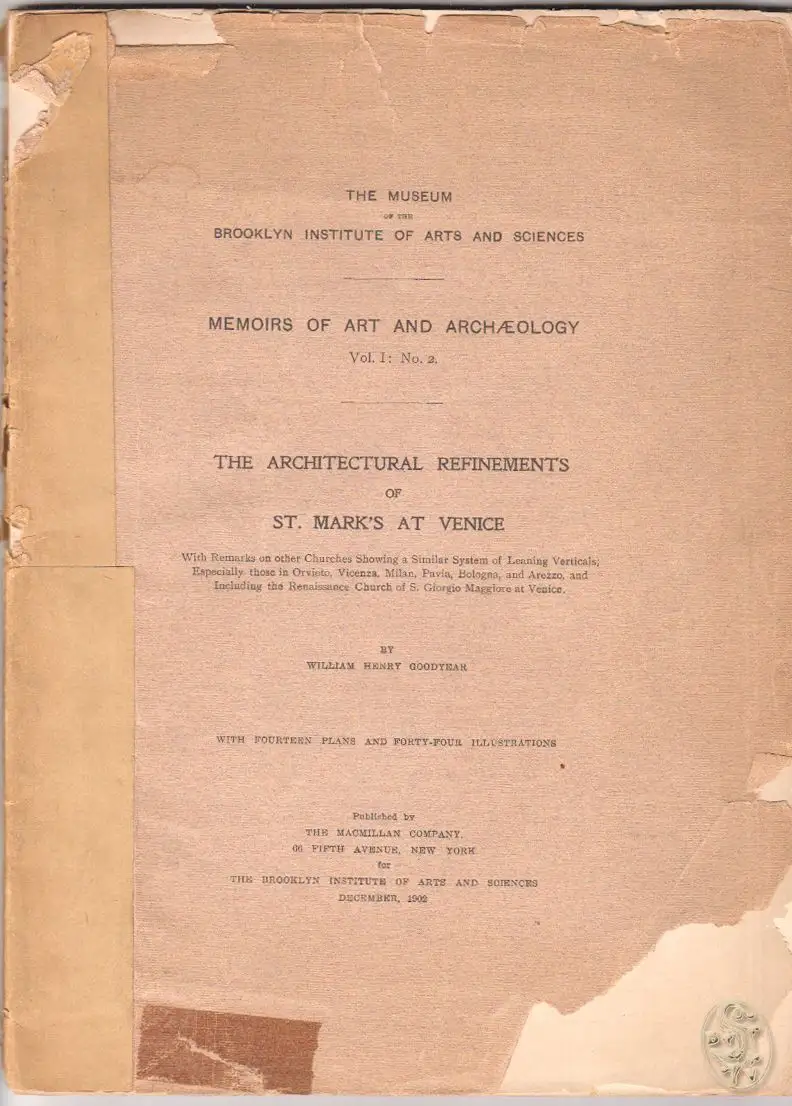 THE MUSEUM
OF THE
BROOKLYN INSTITUTE OF ARTS AND SCIENCES
MEMOIRS OF ART AND ARCHÆOLOGY
Vol. I: No. 2.
THE ARCHITECTURAL REFINEMENTS
OF
ST. MARK'S AT VENICE
With Remarks on other Churches Showing a Similar System of Leaning Verticals;
Especially those in Orvieto, Vicenza, Milan, Pavia, Bologna, and Arezzo, and
Including the Renaissance Church of S. Giorgio Maggiore at Venice.
BY
WILLIAM HENRY GOODYEAR
WITH FOURTEEN PLANS AND FORTY-FOUR ILLUSTRATIONS
Published by
THE MACMILLAN COMPANY,
66 FIFTH AVENUE, NEW YORK
for
THE BROOKLYN INSTITUTE OF ARTS AND SCIENCES
DECEMBER, 1902